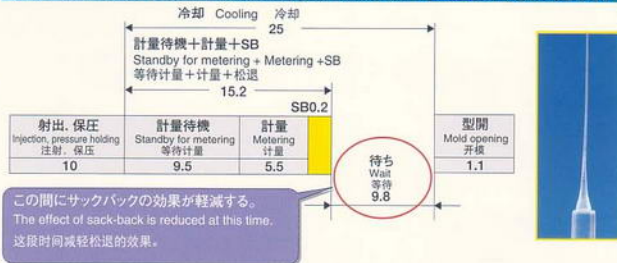 冷却 Cooling 冷却
25
計量待機+計量+SB
Standby for metering + Metering +SB
等待计量+计量+松退
15.2
SB0.2
射出、保圧
Injection, pressure holding
注射、保压
10
計量待機
Standby for metering
等待计量
9.5
計量
Metering
计量
5.5
待ち
Wait
等待
9.8
型開
Mold opening
开模
1.1
この間にサックバックの効果が軽減する。
The effect of sack-back is reduced at this time.
这段时间减轻松退的效果。